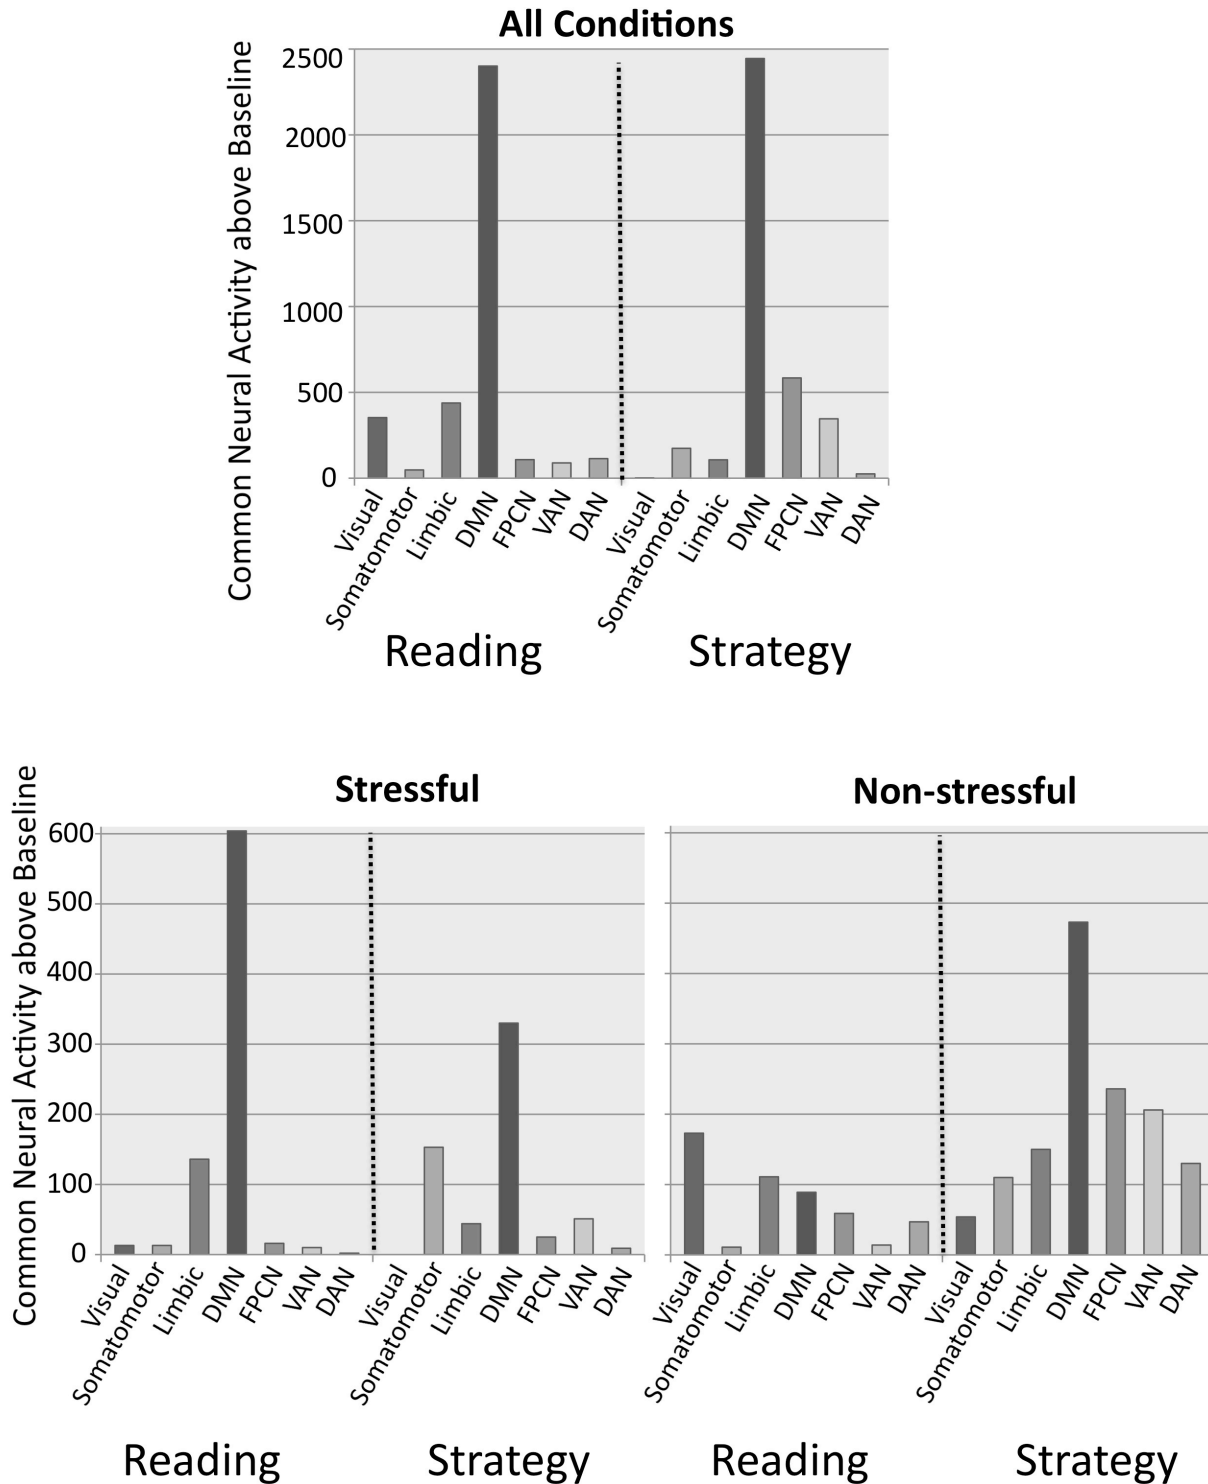 All Conditions
Common Neural Activity above Baseline
2500
2000
1500
1000
500
0
Visual
Somatomotor
Limbic
DMN
FPCN
VAN
DAN
Visual
Somatomotor
Limbic
DMN
FPCN
VAN
DAN
Reading
Strategy
Stressful
Non-stressful
Common Neural Activity above Baseline
600
500
400
300
200
100
0
Visual
Somatomotor
Limbic
DMN
FPCN
VAN
DAN
Visual
Somatomotor
Limbic
DMN
FPCN
VAN
DAN
Visual
Somatomotor
Limbic
DMN
FPCN
VAN
DAN
Visual
Somatomotor
Limbic
DMN
FPCN
VAN
DAN
Reading
Strategy
Reading
Strategy